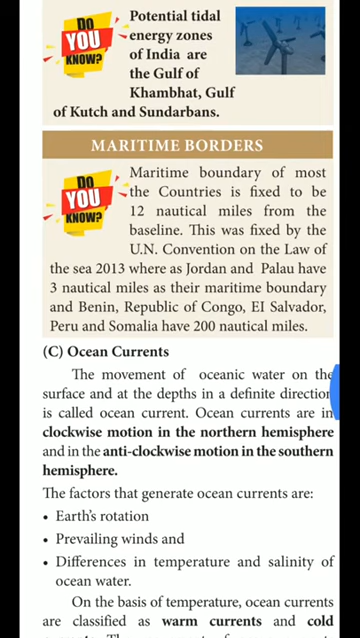 DO
YOU
KNOW?
Potential tidal
energy zones
of India are
the Gulf of
Khambhat, Gulf
of Kutch and Sundarbans.
MARITIME BORDERS
DO
YOU
KNOW?
Maritime boundary of most
the Countries is fixed to be
12 nautical miles from the
baseline. This was fixed by the
U.N. Convention on the Law of
the sea 2013 where as Jordan and Palau have
3 nautical miles as their maritime boundary
and Benin, Republic of Congo, EI Salvador,
Peru and Somalia have 200 nautical miles.
(C) Ocean Currents
The movement of oceanic water on the
surface and at the depths in a definite direction
is called ocean current. Ocean currents are in
clockwise motion in the northern hemisphere
and in the anti-clockwise motion in the southern
hemisphere.
The factors that generate ocean currents are:
• Earth's rotation
• Prevailing winds and
• Differences in temperature and salinity of
ocean water.
On the basis of temperature, ocean currents
are classified as warm currents and cold